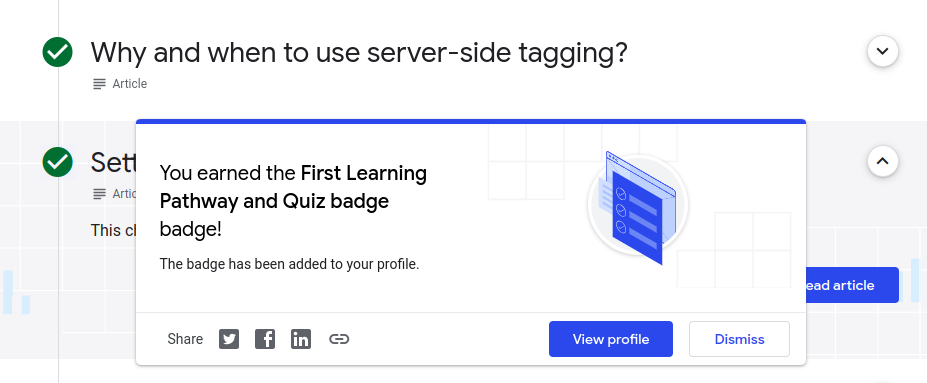 Why and when to use server-side tagging?
Article
Sett
Artic
You earned the First Learning
Pathway and Quiz badge
badge!
This ch
The badge has been added to your profile.
ead article
Share
View profile
Dismiss